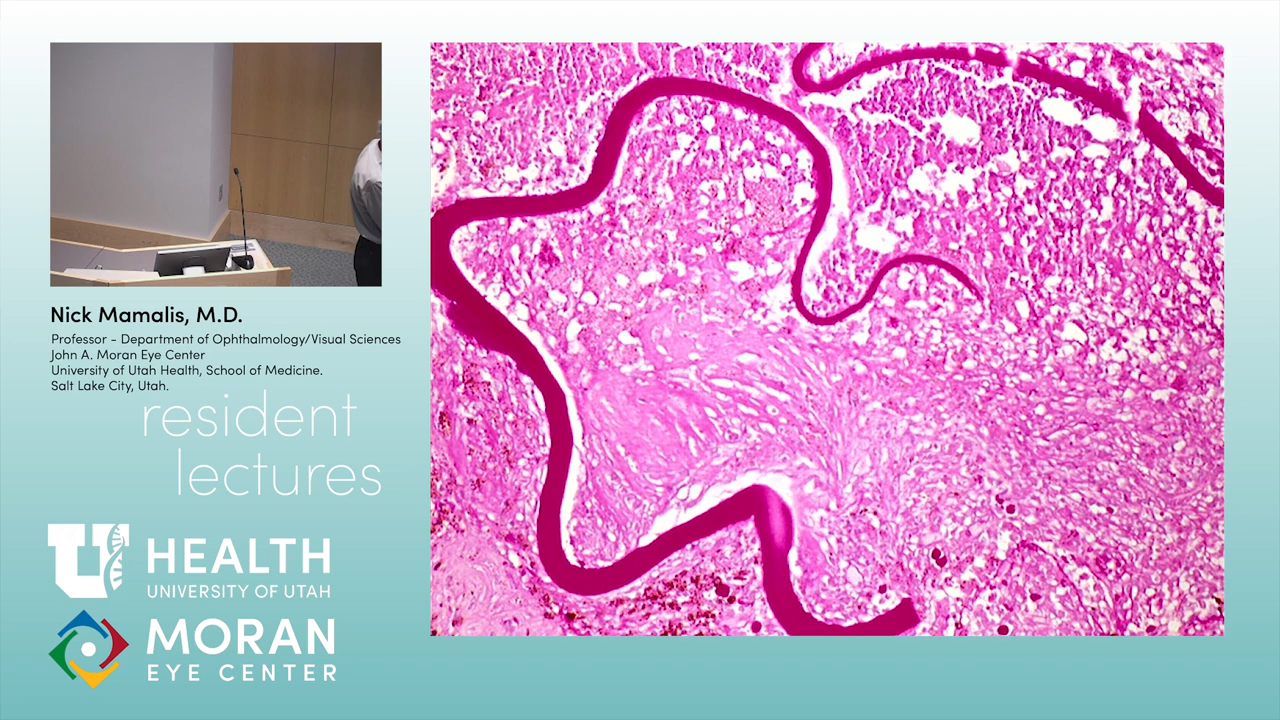 Nick Mamalis, M.D.
Professor - Department of Ophthalmology/Visual Sciences
John A. Moran Eye Center
University of Utah Health, School of Medicine.
Salt Lake City, Utah.
resident
lectures
U HEALTH
UNIVERSITY OF UTAH
MORAN
EYE CENTER